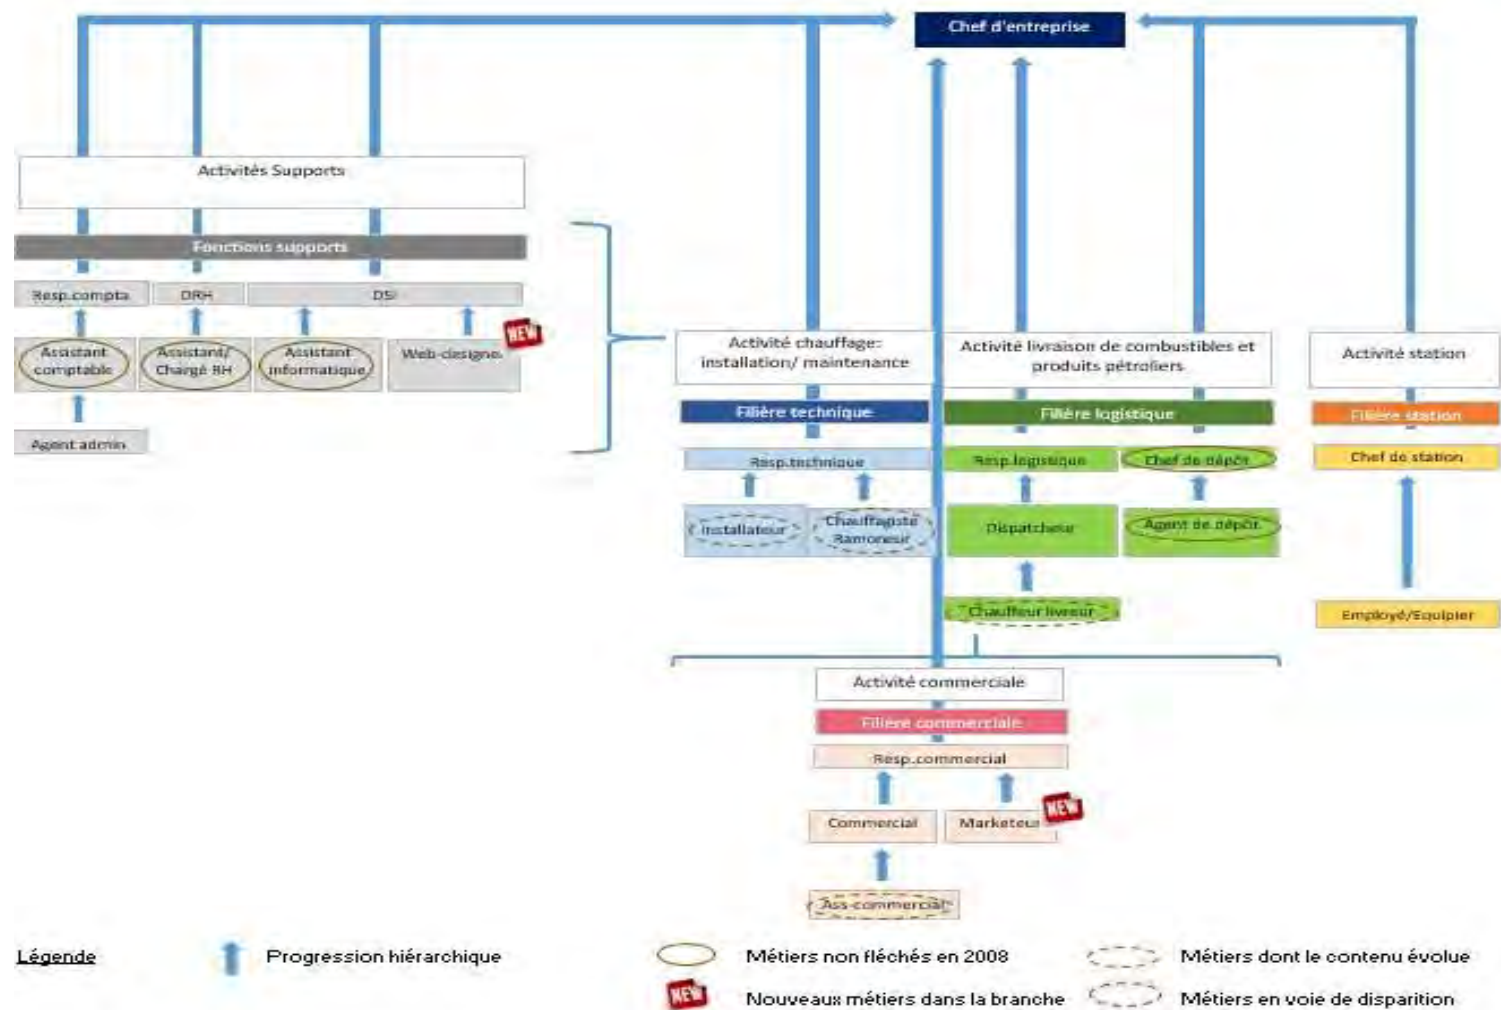 Chef d'entreprise
Activités Supports
Fonctions supports
Resp.compta
DRH
DSI
Assistant
comptable
Assistant/
Chargé RH
Assistant
informatique
Web-designer
NEW
Agent admin
Activité chauffage:
installation/ maintenance
Filière technique
Resp.technique
Installateur
Chauffagiste
Ramoneur
Activité livraison de combustibles et
produits pétroliers
Filière logistique
Resp.logistique
Chef de dépôt
Dispatcheur
Agent de dépôt
Chauffeur livreur
Activité station
Filière station
Chef de station
Employé/Equipier
Activité commerciale
Filière commerciale
Resp.commercial
Commercial
Marketeur
NEW
Ass-commercial
Légende
Progression hiérarchique
Métiers non fléchés en 2008
Métiers dont le contenu évolue
NEW
Nouveaux métiers dans la branche
Métiers en voie de disparition